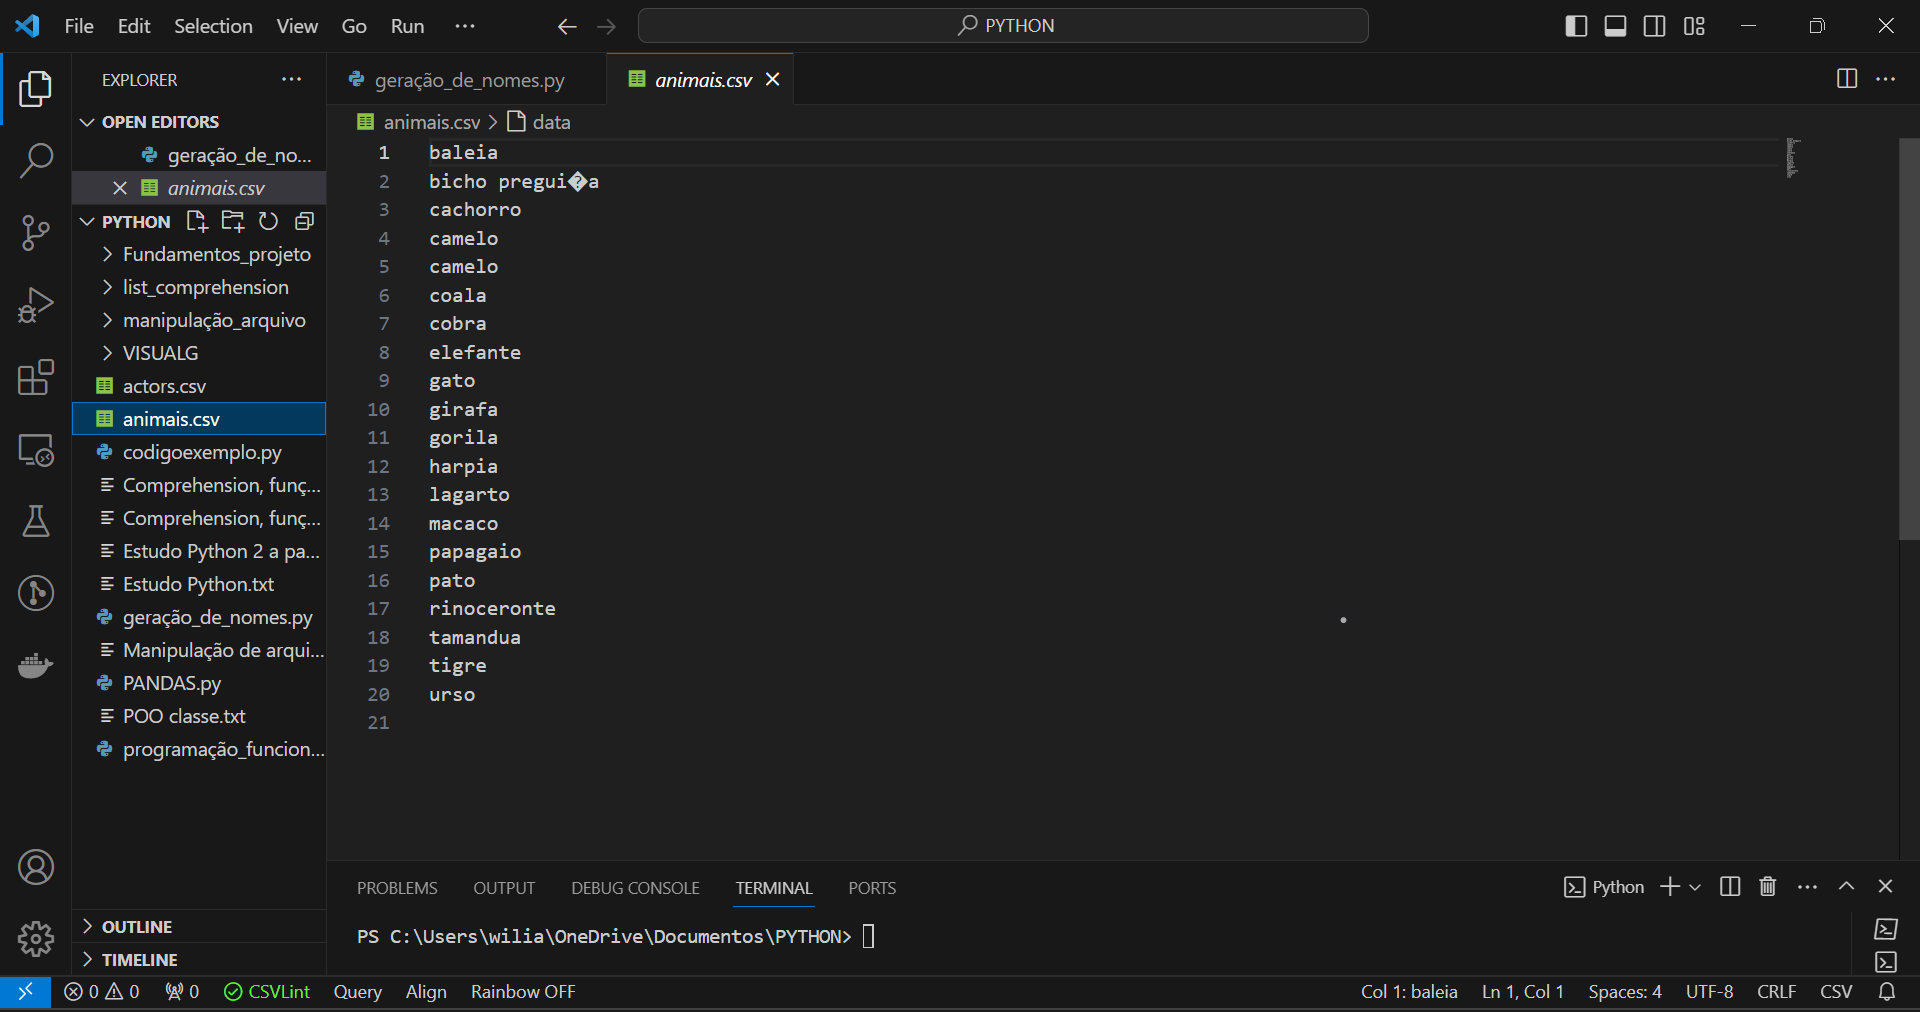 File Edit Selection View Go Run ···
PYTHON
EXPLORER
OPEN EDITORS
geração_de_no...
animais.csv
PYTHON
Fundamentos_projeto
list_comprehension
manipulação_arquivo
VISUALG
actors.csv
animais.csv
codigoexemplo.py
Comprehension, funç...
Comprehension, funç...
Estudo Python 2 a pa...
Estudo Python.txt
geração_de_nomes.py
Manipulação de arqui...
PANDAS.py
POO classe.txt
programação_funcion...
OUTLINE
TIMELINE
geração_de_nomes.py
animais.csv
animais.csv > data
1 baleia
2 bicho pregui�a
3 cachorro
4 camelo
5 camelo
6 coala
7 cobra
8 elefante
9 gato
10 girafa
11 gorila
12 harpia
13 lagarto
14 macaco
15 papagaio
16 pato
17 rinoceronte
18 tamandua
19 tigre
20 urso
21
PROBLEMS OUTPUT DEBUG CONSOLE TERMINAL PORTS
Python
PS C:\Users\wilia\OneDrive\Documentos\PYTHON>
0 0 0 CSVLint Query Align Rainbow OFF Col 1: baleia Ln 1, Col 1 Spaces: 4 UTF-8 CRLF CSV